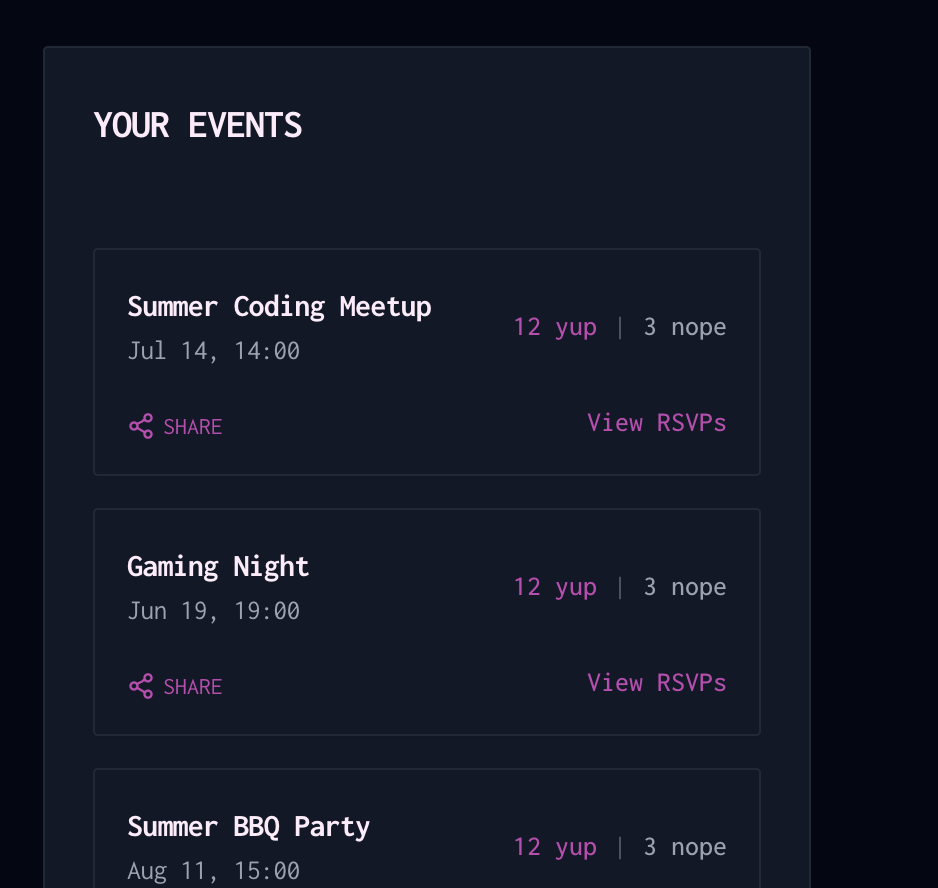 YOUR EVENTS
Summer Coding Meetup
12 yup | 3 nope
Jul 14, 14:00
SHARE
View RSVPs
Gaming Night
12 yup | 3 nope
Jun 19, 19:00
SHARE
View RSVPs
Summer BBQ Party
12 yup | 3 nope
Aug 11, 15:00